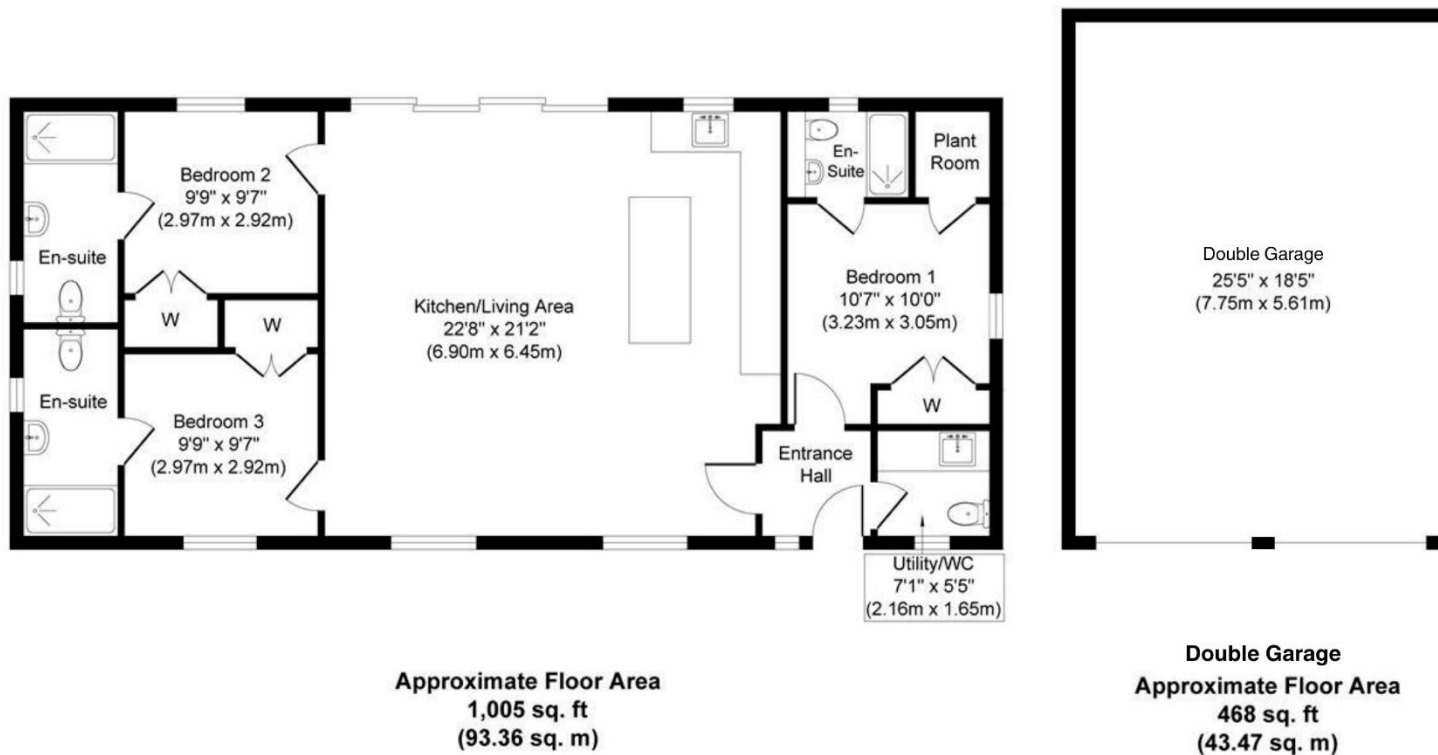 Bedroom 2
9'9" x 9'7"
(2.97m x 2.92m)
En-suite
W
W
En-suite
Bedroom 3
9'9" x 9'7"
(2.97m x 2.92m)
Kitchen/Living Area
22'8" x 21'2"
(6.90m x 6.45m)
En-
Suite
Plant
Room
Bedroom 1
10'7" x 10'0"
(3.23m x 3.05m)
W
Entrance
Hall
Utility/WC
7'1" x 5'5"
(2.16m x 1.65m)
Double Garage
25'5" x 18'5"
(7.75m x 5.61m)
Approximate Floor Area
1,005 sq. ft
(93.36 sq. m)
Double Garage
Approximate Floor Area
468 sq. ft
(43.47 sq. m)